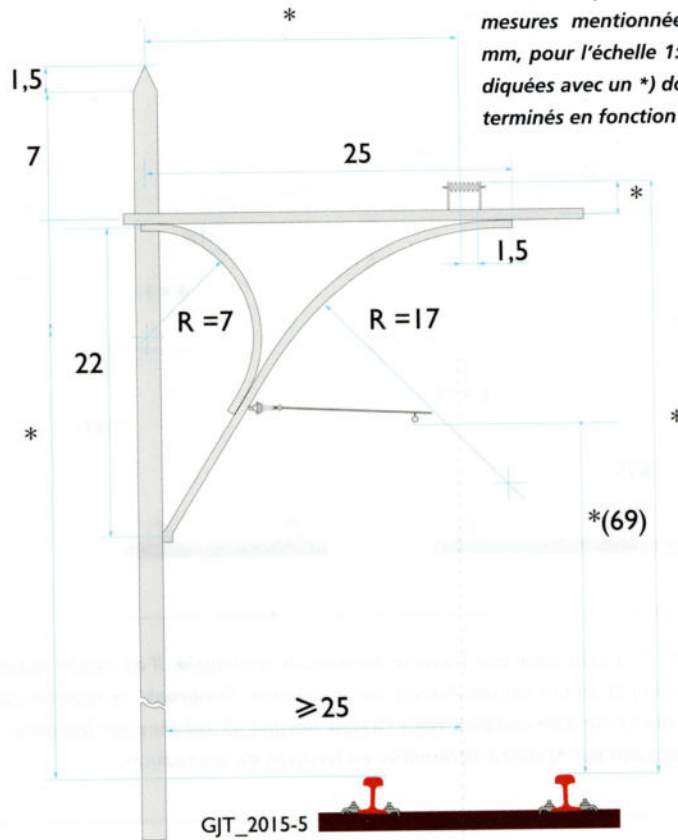 mesures mentionnée
mm, pour l'échelle 1:
diquées avec un *) do
terminés en fonction
*
1,5
7
25
*
1,5
R =7
R =17
22
*
*
*(69)
≥25
GJT_2015-5